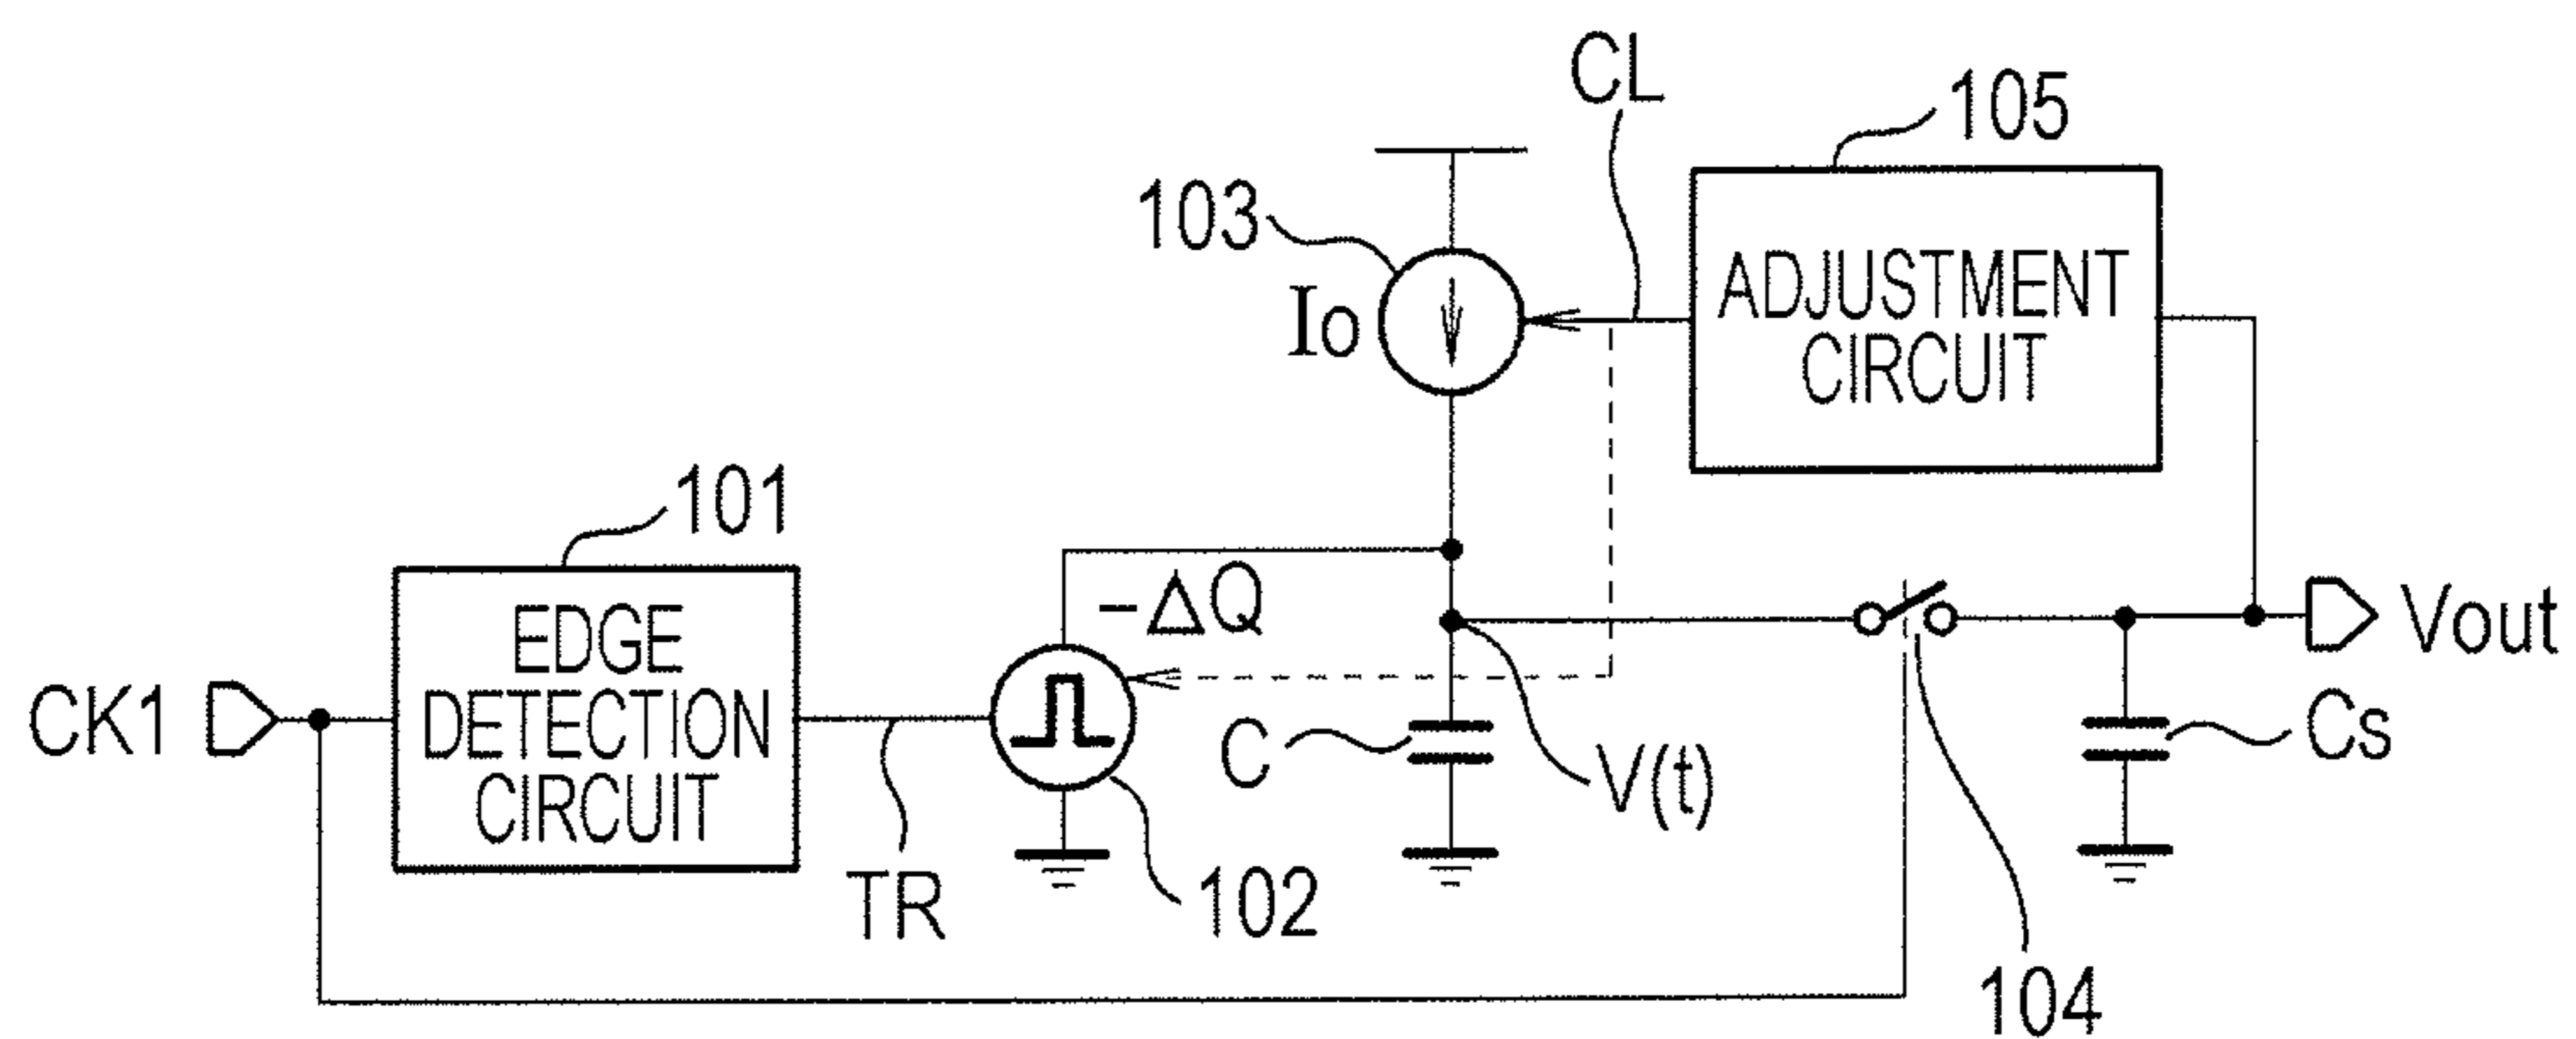 CL
105
103
Io
ADJUSTMENT
CIRCUIT
101
EDGE
DETECTION
CIRCUIT
-ΔQ
CK1
Vout
C
V(t)
Cs
TR
102
104